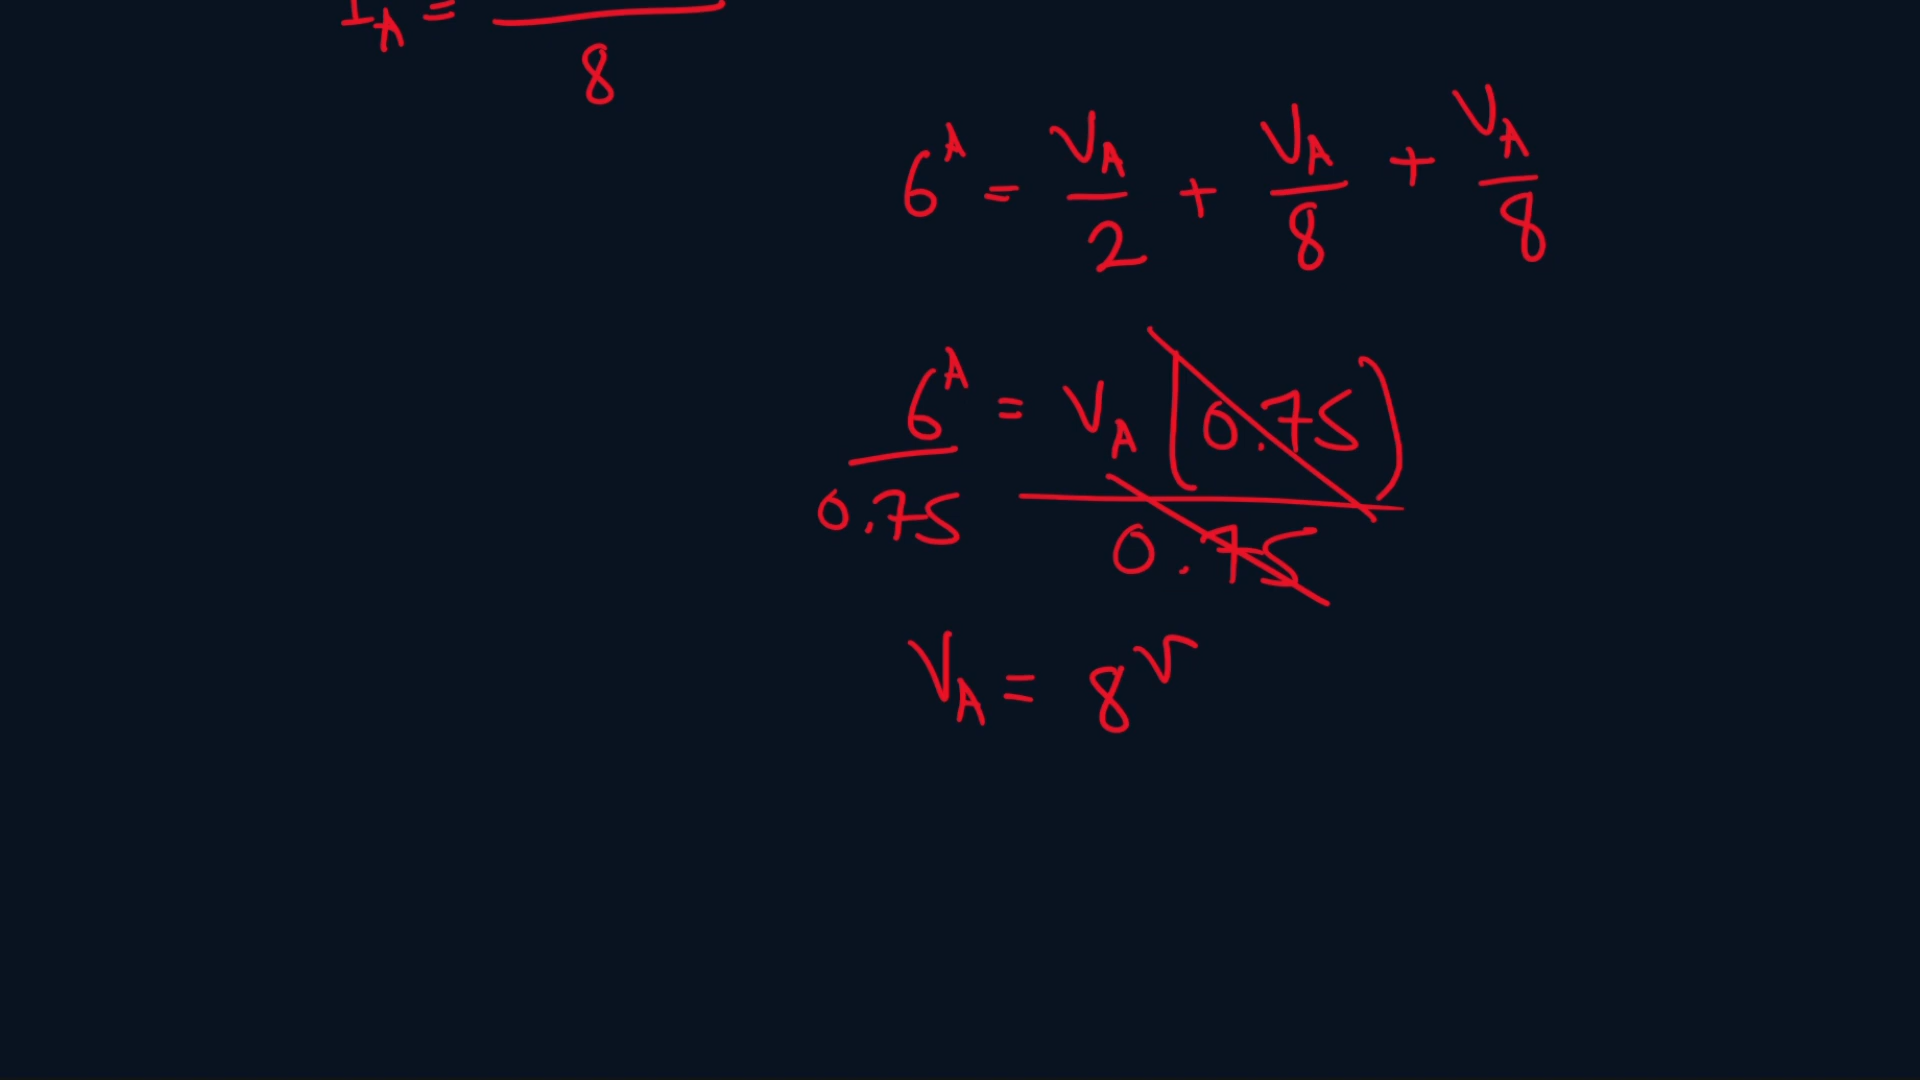 I_A = ―/8
6^A = V_A/2 + V_A/8 + V_A/8
6^A/0.75 = V_A(0.75)/0.75
V_A = 8^V